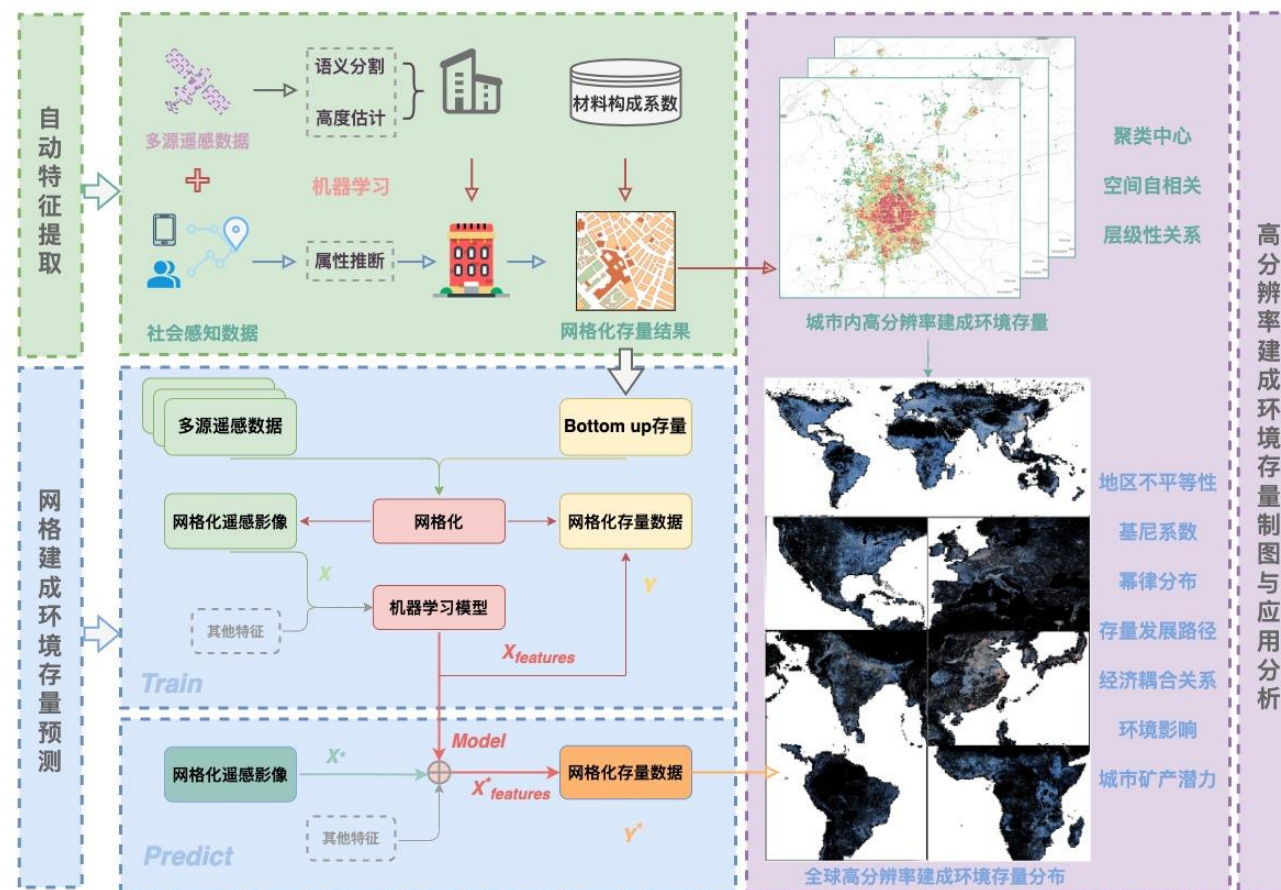 自动特征提取
多源遥感数据
语义分割
高度估计
材料构成系数
机器学习
属性推断
社会感知数据
网格化存量结果
网格建成环境存量预测
多源遥感数据
Bottom up存量
网格化遥感影像
网格化
网格化存量数据
X
Y
其他特征
机器学习模型
X features
Train
Model
网格化遥感影像
X*
网格化存量数据
X* features
其他特征
Y*
Predict
聚类中心
空间自相关
层级性关系
城市内高分辨率建成环境存量
地区不平等性
基尼系数
幂律分布
存量发展路径
经济耦合关系
环境影响
城市矿产潜力
全球高分辨率建成环境存量分布
高分辨率建成环境存量制图与应用分析